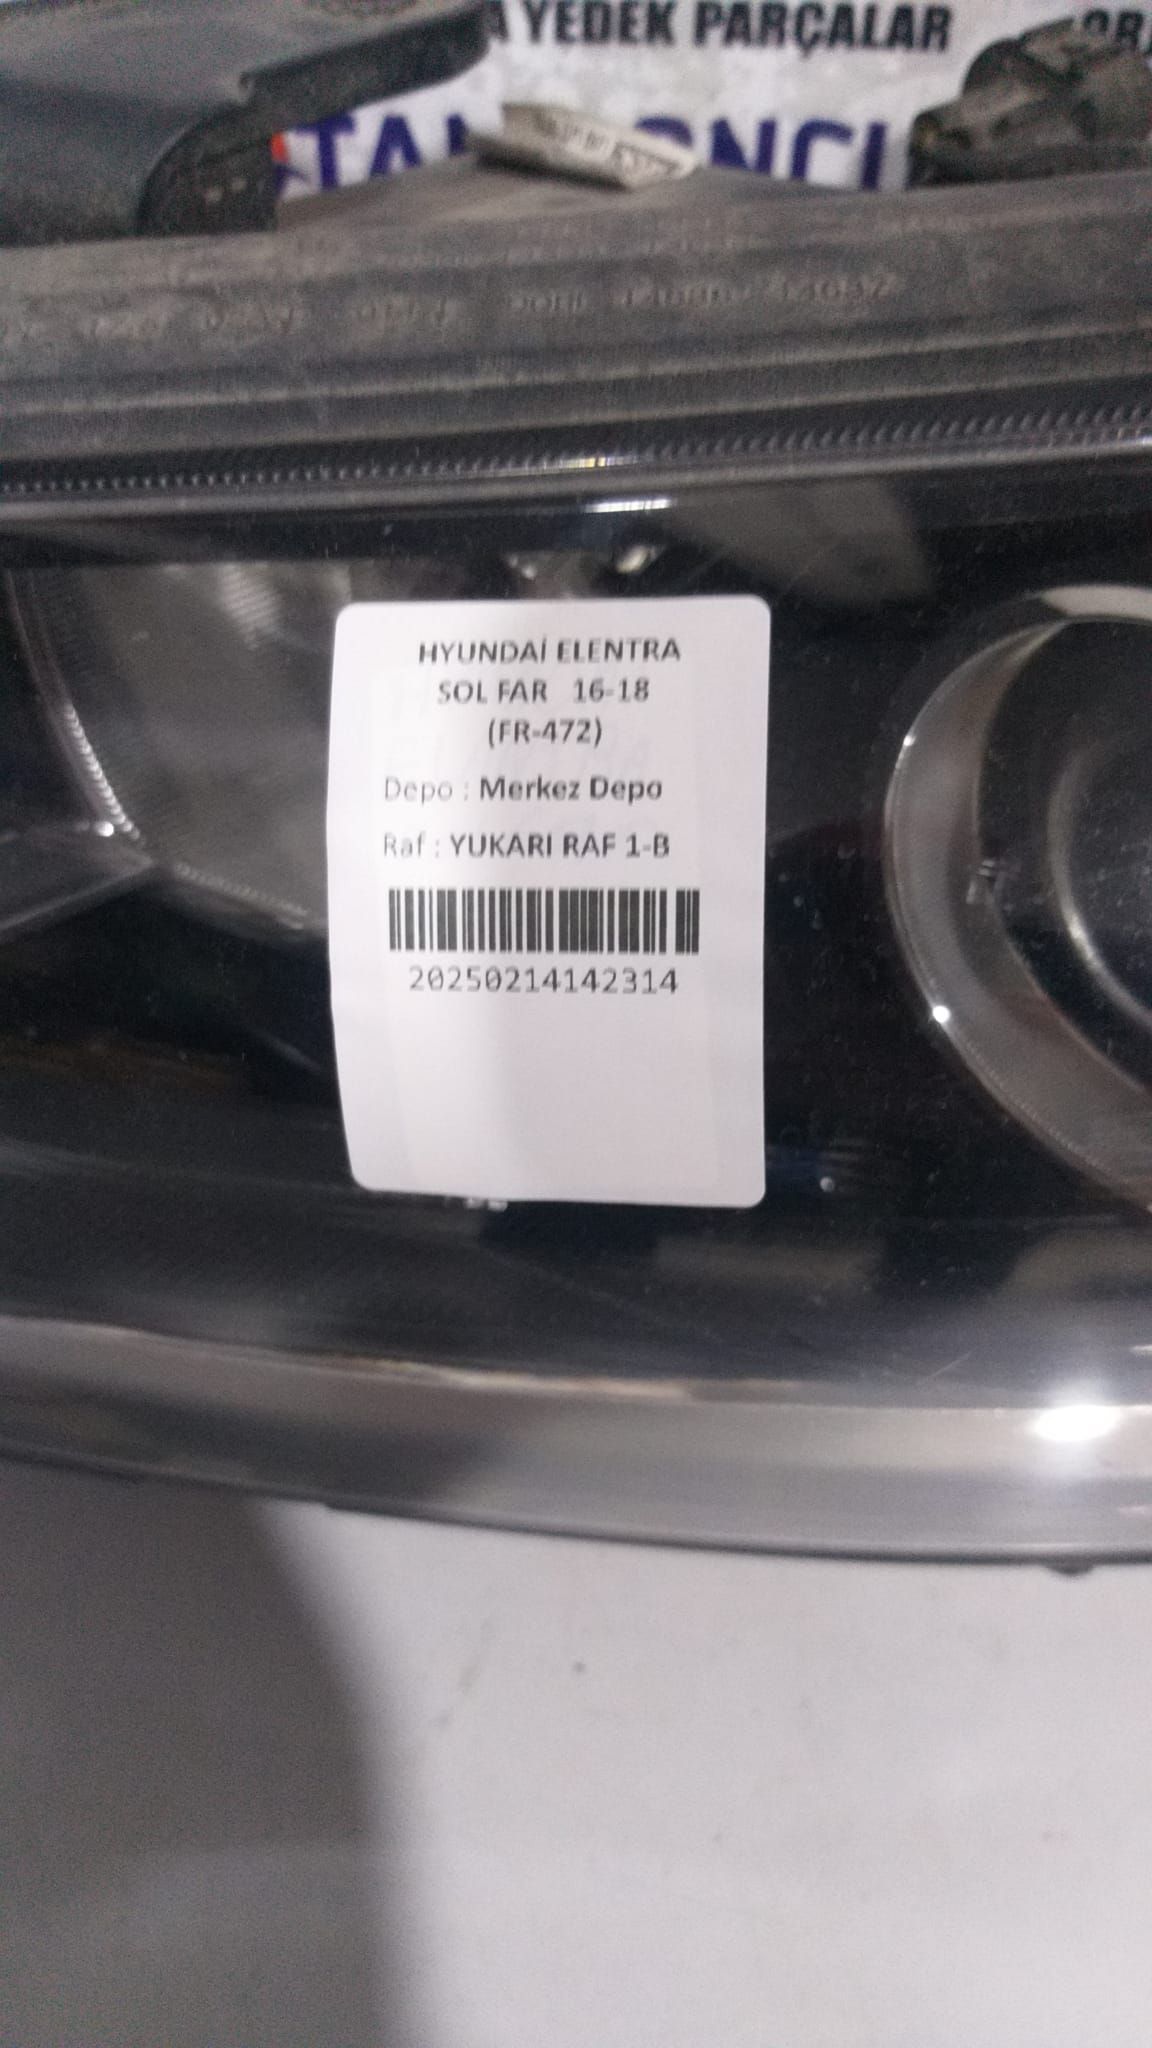 A YEDEK PARÇALAR
HYUNDAİ ELENTRA
SOL FAR 16-18
(FR-472)
Depo : Merkez Depo
Raf : YUKARI RAF 1-B
20250214142314